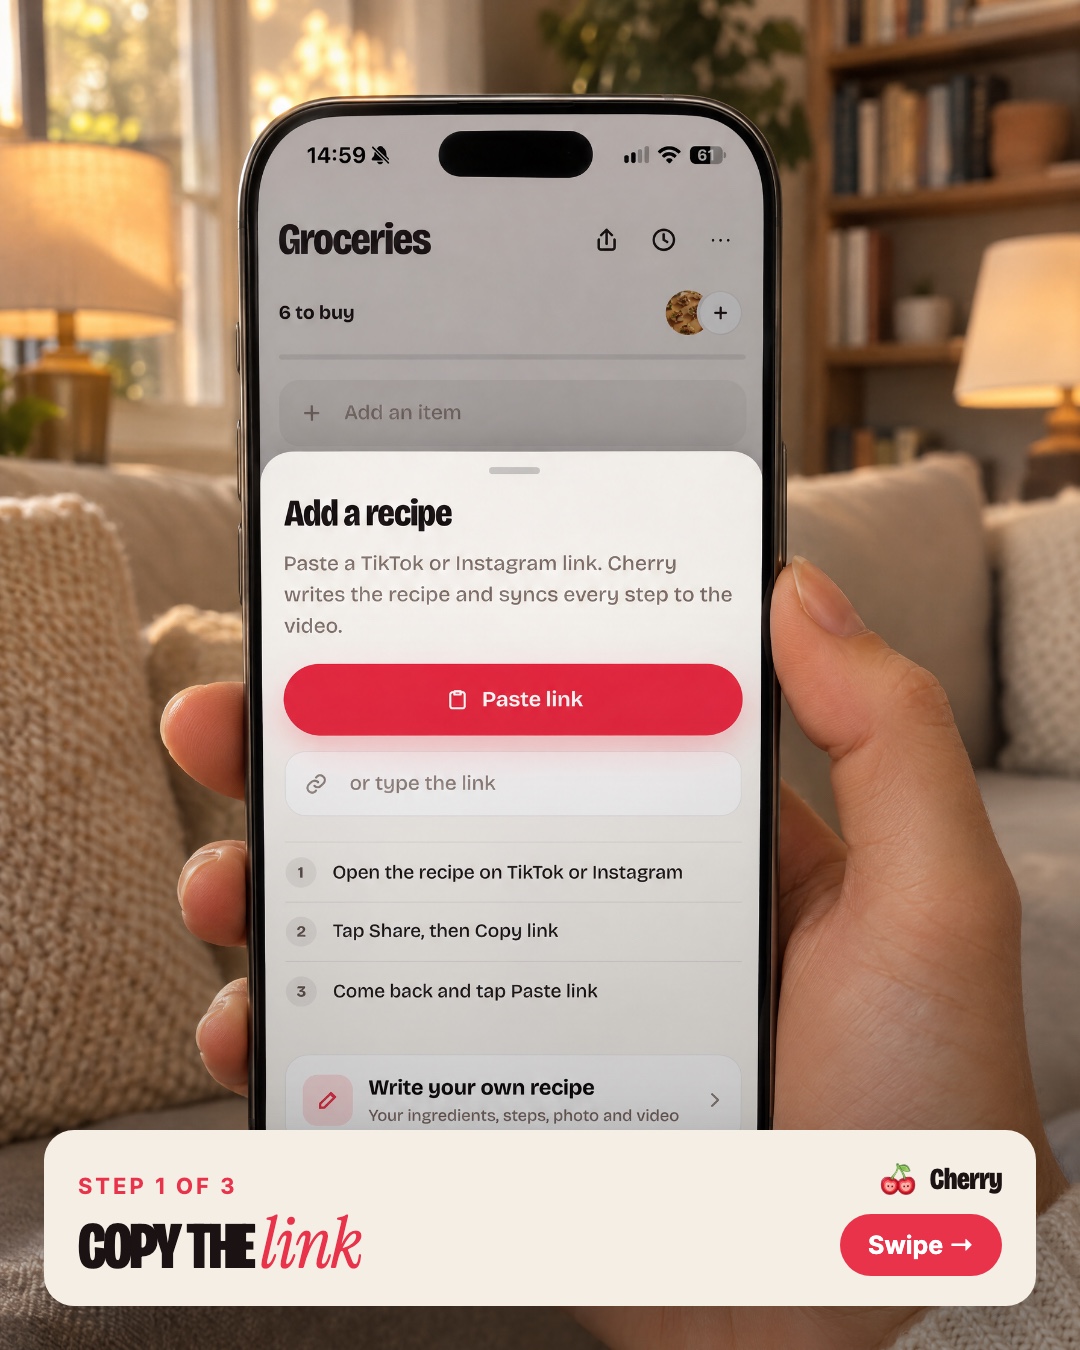 14:59
61
Groceries
6 to buy
Add an item
Add a recipe
Paste a TikTok or Instagram link. Cherry
writes the recipe and syncs every step to the
video.
Paste link
or type the link
1 Open the recipe on TikTok or Instagram
2 Tap Share, then Copy link
3 Come back and tap Paste link
Write your own recipe
Your ingredients, steps, photo and video
STEP 1 OF 3
COPY THE link
Cherry
Swipe →